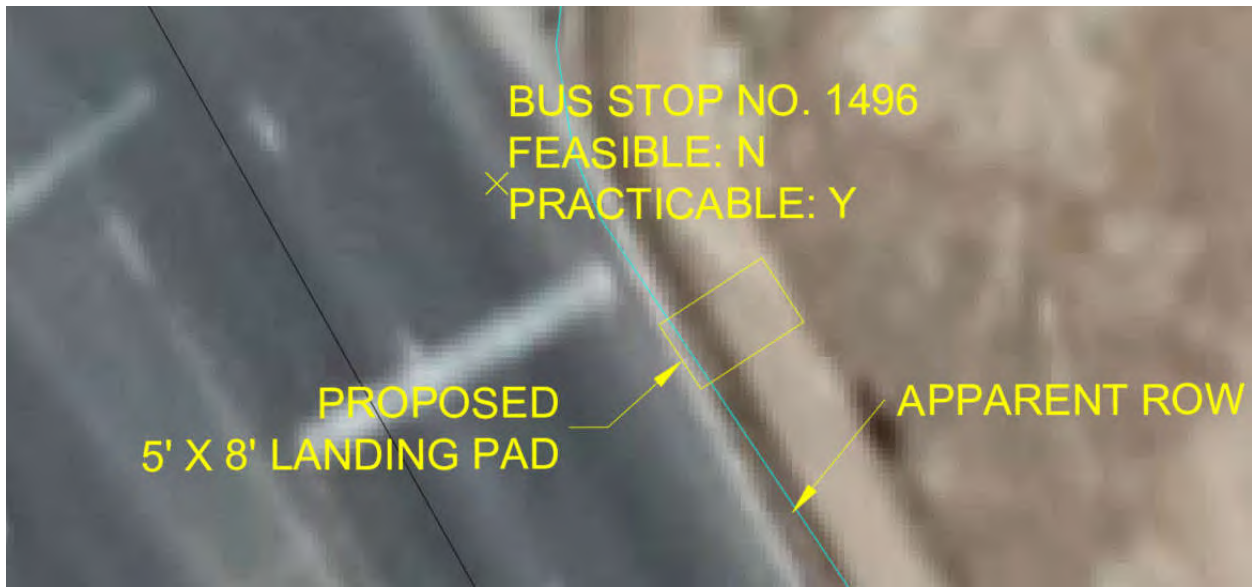 BUS STOP NO. 1496
FEASIBLE: N
PRACTICABLE: Y
PROPOSED
5' X 8' LANDING PAD
APPARENT ROW